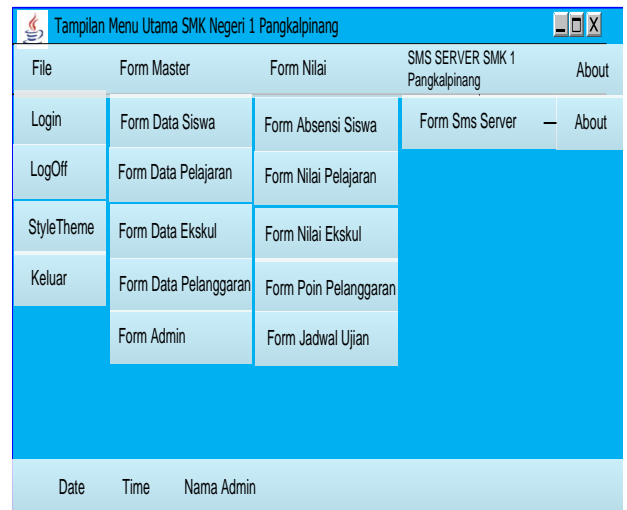 Tampilan Menu Utama SMK Negeri 1 Pangkalpinang
File
Form Master
Form Nilai
SMS SERVER SMK 1
Pangkalpinang
About
Login
Form Data Siswa
Form Absensi Siswa
Form Sms Server
About
LogOff
Form Data Pelajaran
Form Nilai Pelajaran
StyleTheme
Form Data Ekskul
Form Nilai Ekskul
Keluar
Form Data Pelanggaran
Form Poin Pelanggaran
Form Admin
Form Jadwal Ujian
Date
Time
Nama Admin